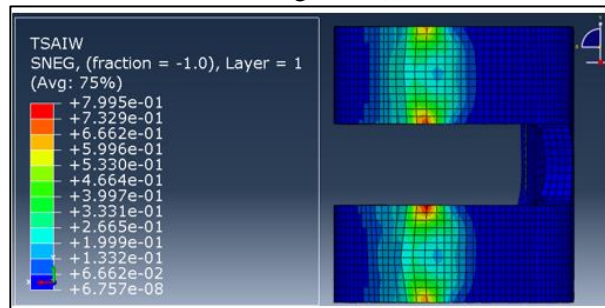 TSAIW
SNEG, (fraction = -1.0), Layer = 1
(Avg: 75%)
+7.995e-01
+7.329e-01
+6.662e-01
+5.996e-01
+5.330e-01
+4.664e-01
+3.997e-01
+3.331e-01
+2.665e-01
+1.999e-01
+1.332e-01
+6.662e-02
+6.757e-08